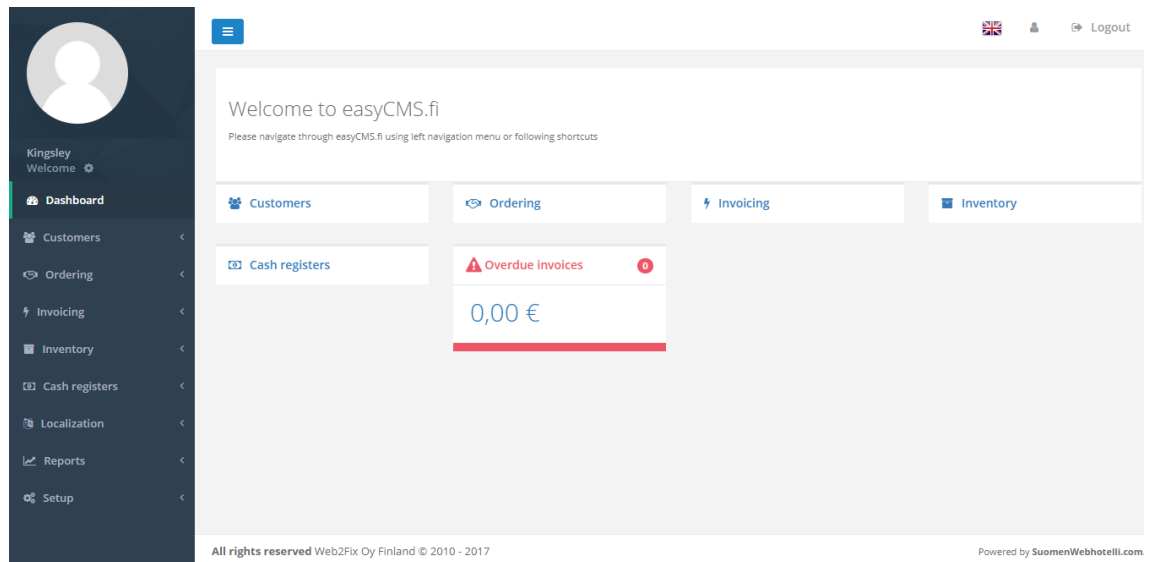 Logout
Welcome to easyCMS.fi
Please navigate through easyCMS.fi using left navigation menu or following shortcuts
Kingsley
Welcome
Dashboard
Customers
Ordering
Invoicing
Inventory
Cash registers
Localization
Reports
Setup
Customers
Ordering
Invoicing
Inventory
Cash registers
Overdue invoices 0
0,00 €
All rights reserved Web2Fix Oy Finland © 2010 - 2017
Powered by SuomenWebhotelli.com.